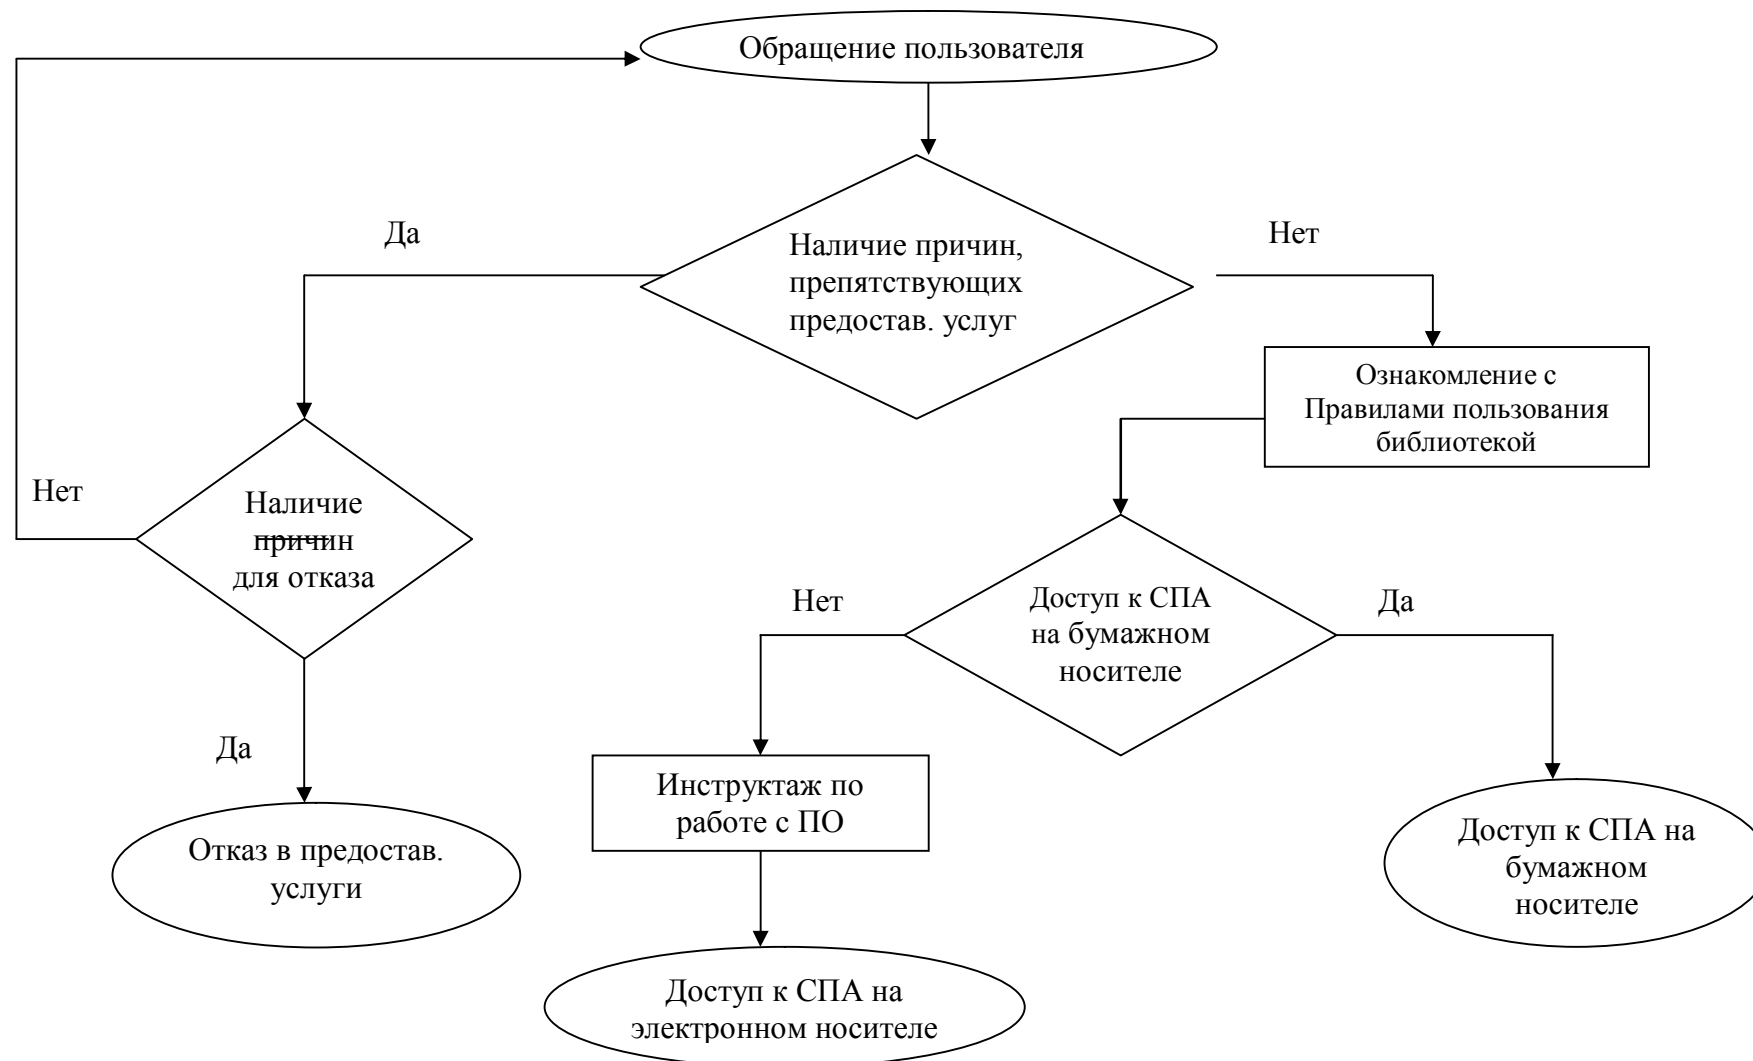 Обращение пользователя
Да
Нет
Наличие причин,
препятствующих
предостав. услуг
Ознакомление с
Правилами пользования
библиотекой
Нет
Наличие
причин
для отказа
Нет
Доступ к СПА
на бумажном
носителе
Да
Да
Инструктаж по
работе с ПО
Отказ в предостав.
услуги
Доступ к СПА на
бумажном
носителе
Доступ к СПА на
электронном носителе